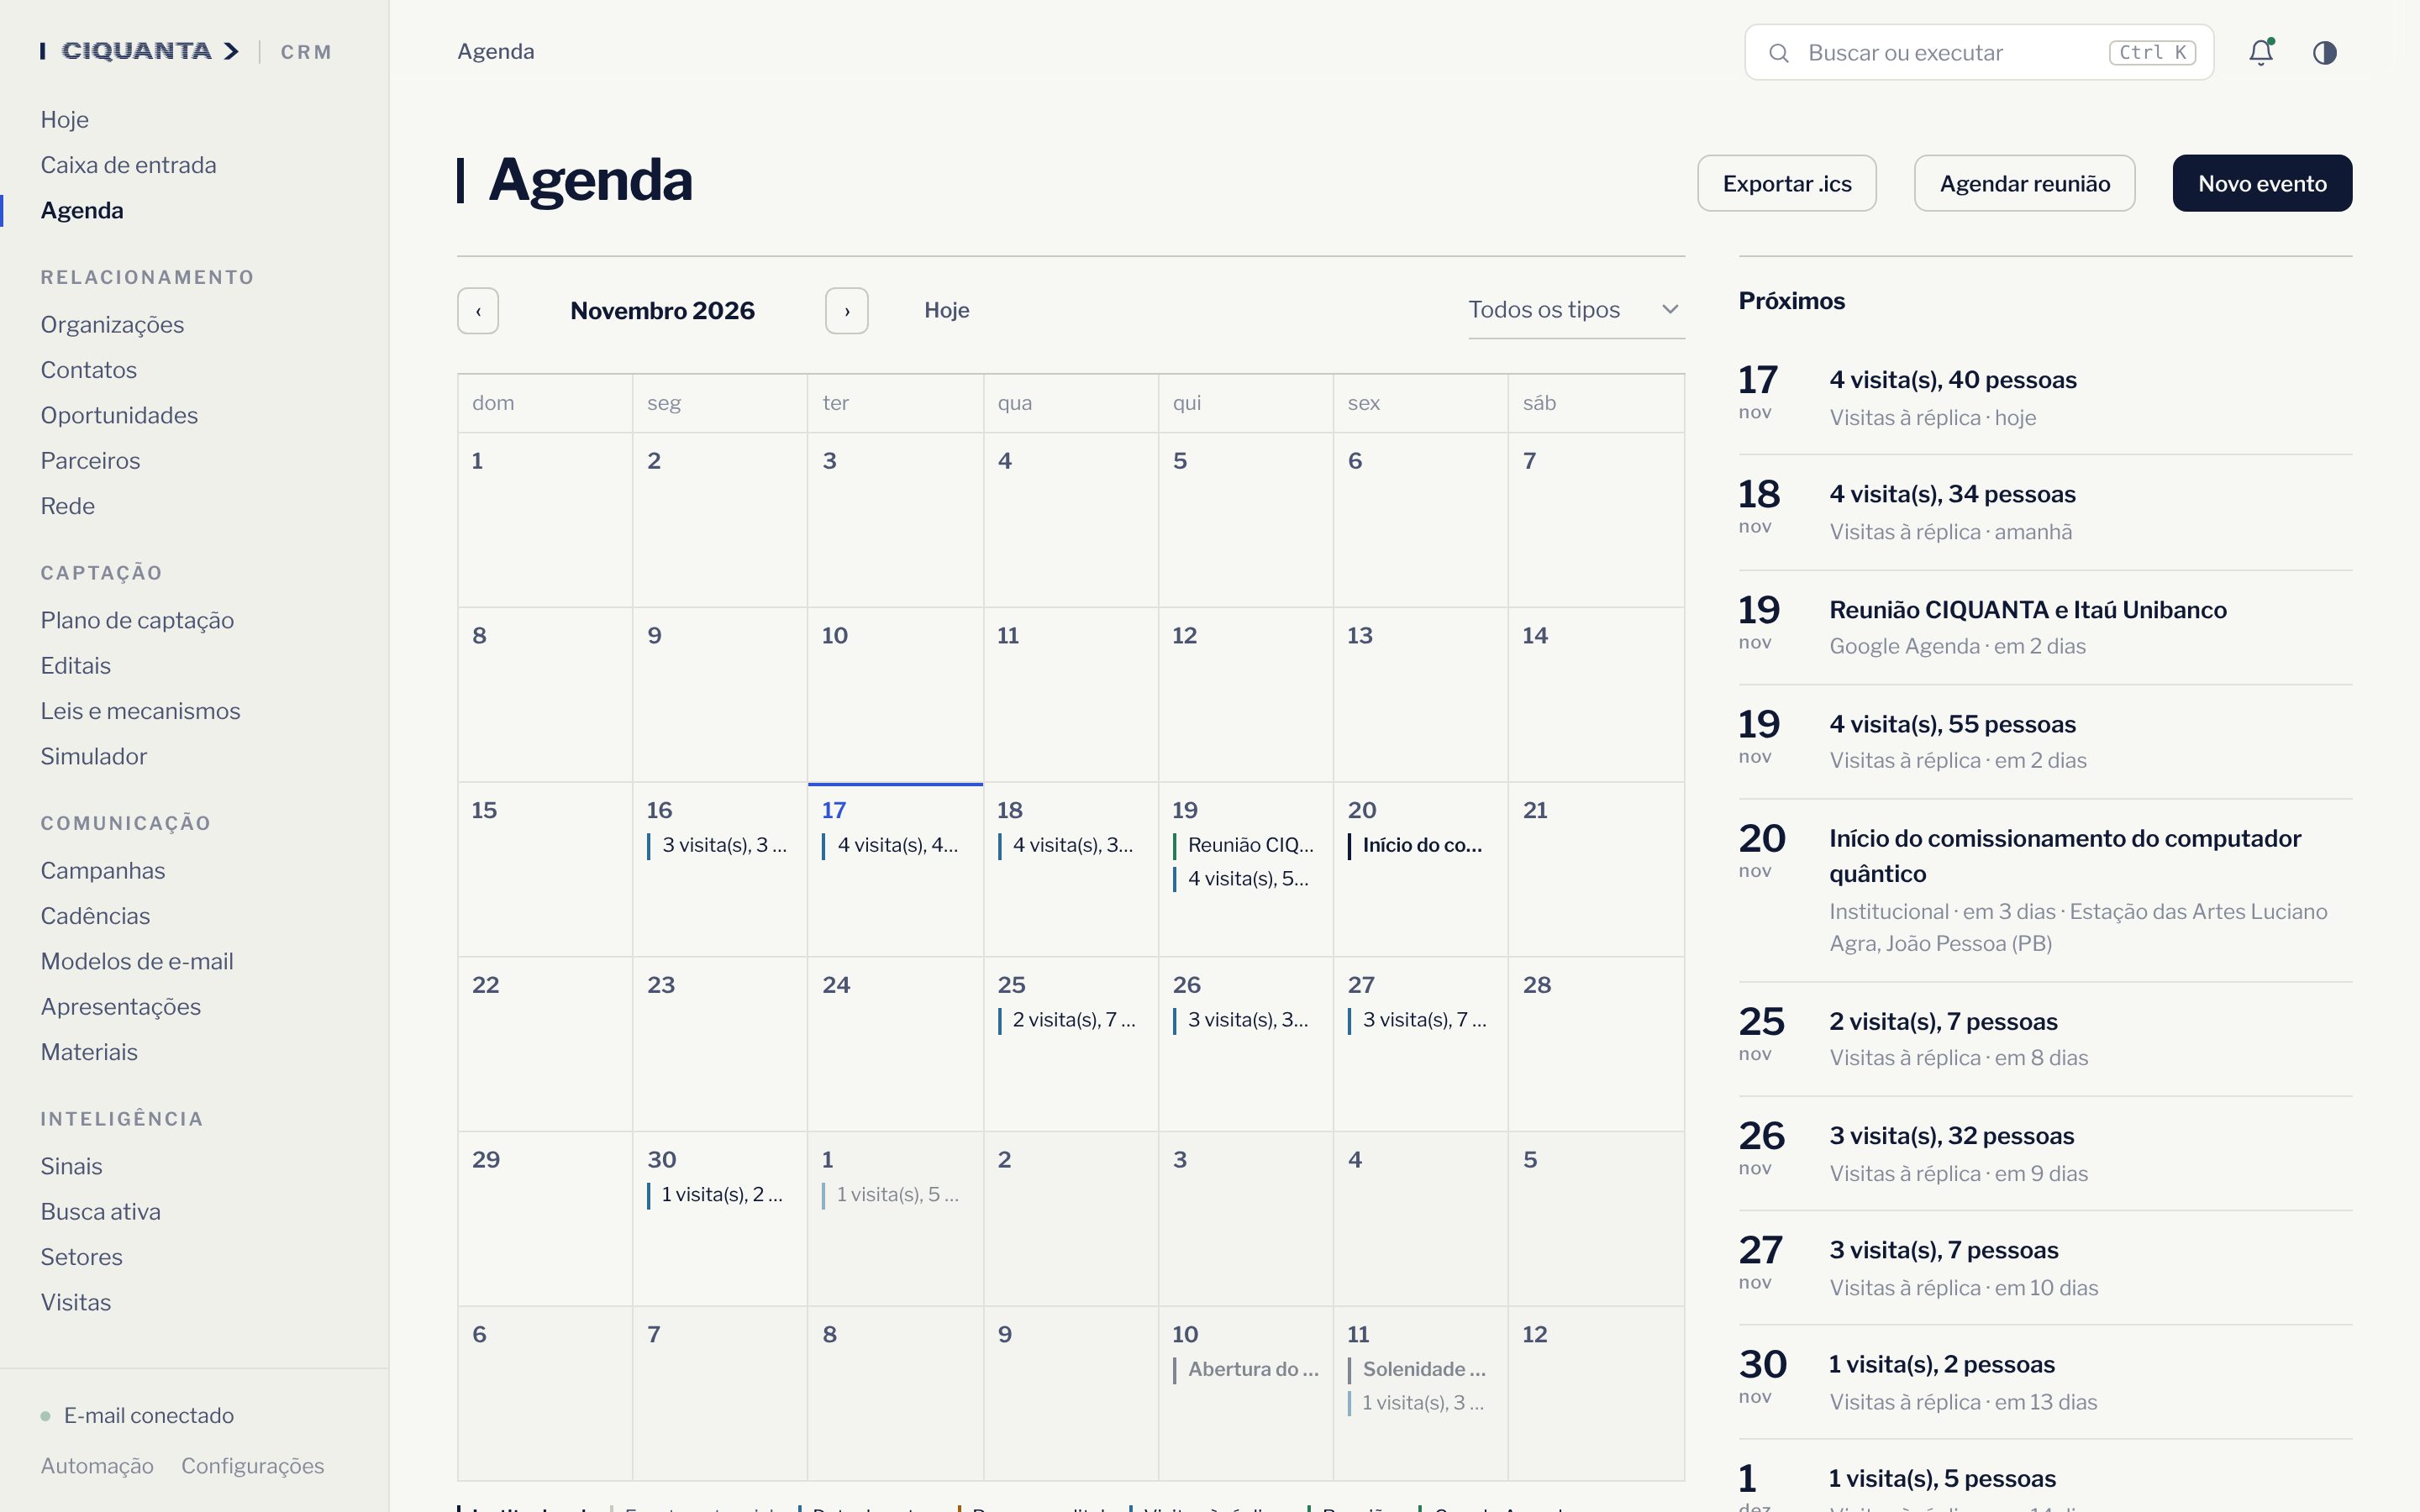 CIQUANTA CRM
Hoje
Caixa de entrada
Agenda
RELACIONAMENTO
Organizações
Contatos
Oportunidades
Parceiros
Rede
CAPTAÇÃO
Plano de captação
Editais
Leis e mecanismos
Simulador
COMUNICAÇÃO
Campanhas
Cadências
Modelos de e-mail
Apresentações
Materiais
INTELIGÊNCIA
Sinais
Busca ativa
Setores
Visitas
E-mail conectado
Automação Configurações
Agenda
Buscar ou executar Ctrl K
Agenda
Exportar .ics Agendar reunião Novo evento
‹ Novembro 2026 › Hoje Todos os tipos
dom seg ter qua qui sex sáb
1 2 3 4 5 6 7
8 9 10 11 12 13 14
15 16 17 18 19 20 21
3 visita(s), 3 ... 4 visita(s), 4... 4 visita(s), 3... Reunião CIQ... Início do co...
4 visita(s), 5...
22 23 24 25 26 27 28
2 visita(s), 7 ... 3 visita(s), 3... 3 visita(s), 7 ...
29 30 1 2 3 4 5
1 visita(s), 2 ... 1 visita(s), 5 ...
6 7 8 9 10 11 12
Abertura do ... Solenidade ...
1 visita(s), 3 ...
Próximos
17 nov
4 visita(s), 40 pessoas
Visitas à réplica · hoje
18 nov
4 visita(s), 34 pessoas
Visitas à réplica · amanhã
19 nov
Reunião CIQUANTA e Itaú Unibanco
Google Agenda · em 2 dias
19 nov
4 visita(s), 55 pessoas
Visitas à réplica · em 2 dias
20 nov
Início do comissionamento do computador
quântico
Institucional · em 3 dias · Estação das Artes Luciano
Agra, João Pessoa (PB)
25 nov
2 visita(s), 7 pessoas
Visitas à réplica · em 8 dias
26 nov
3 visita(s), 32 pessoas
Visitas à réplica · em 9 dias
27 nov
3 visita(s), 7 pessoas
Visitas à réplica · em 10 dias
30 nov
1 visita(s), 2 pessoas
Visitas à réplica · em 13 dias
1 dez
1 visita(s), 5 pessoas